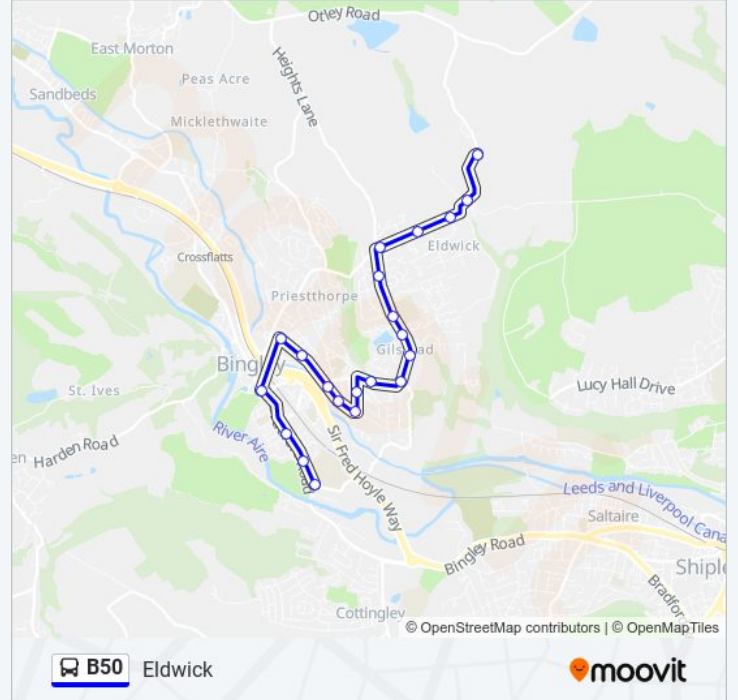 Otley Road
East Morton
Heights Lane
Peas Acre
Sandbeds
Micklethwaite
Eldwick
Crossflatts
Priestthorpe
Bingley
Lucy Hall Drive
St. Ives
River Aire
Harden Road
Sir Fred Hoyle Way
Leeds and Liverpool Cana
Saltaire
Bingley Road
Shiple
Bradfor
Cottingley
© OpenStreetMap contributors | © OpenMapTiles
B50 Eldwick
moovit